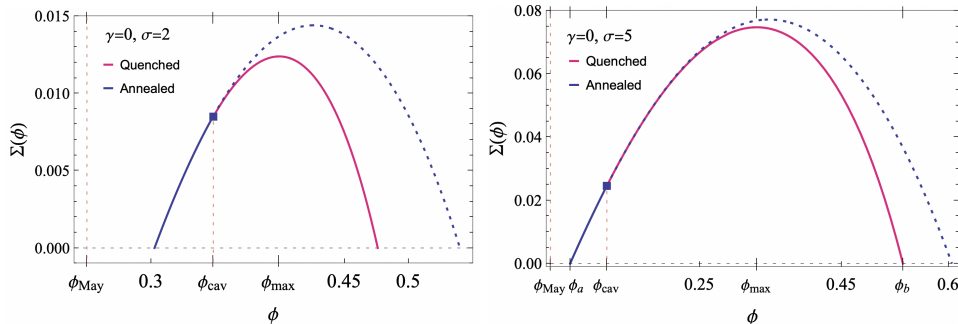 γ=0, σ=2
Quenched
Annealed
Σ(ϕ)
0.015
0.010
0.005
0.000
ϕMay 0.3 ϕcav ϕmax 0.45 0.5
ϕ
γ=0, σ=5
Quenched
Annealed
Σ(ϕ)
0.08
0.06
0.04
0.02
0.00
ϕMay ϕa ϕcav 0.25 ϕmax 0.45 ϕb 0.6
ϕ